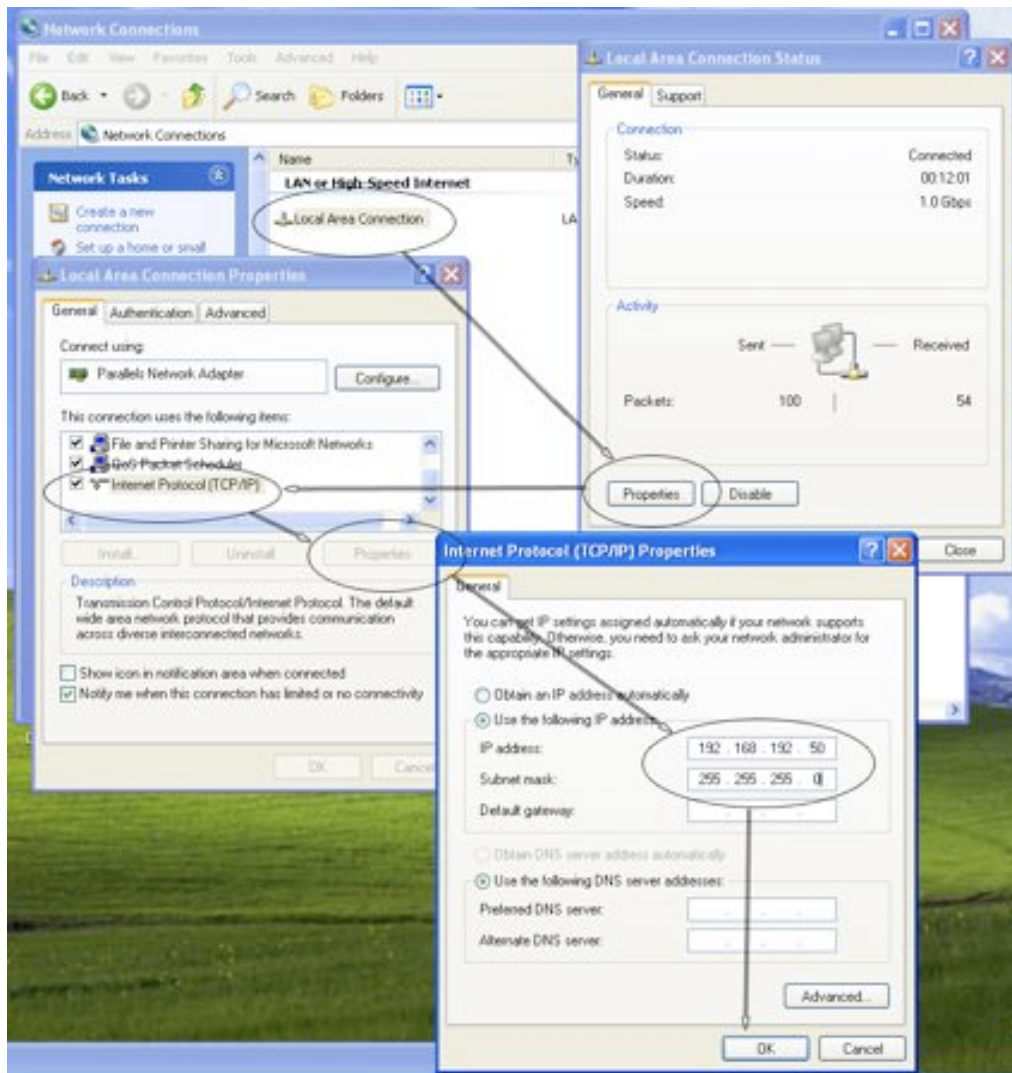 Network Connections
File Edit View Favorites Tools Advanced Help
Back Search Folders
Address Network Connections
Network Tasks
Create a new
connection
Set up a home or small
Name
LAN or High-Speed Internet
Local Area Connection
LA
Local Area Connection Status
General Support
Connection
Status: Connected
Duration: 00:12:01
Speed: 1.0 Gbps
Activity
Sent Received
Packets: 100 54
Properties Disable
Close
Local Area Connection Properties
General Authentication Advanced
Connect using:
Parallels Network Adapter
Configure...
This connection uses the following items:
File and Printer Sharing for Microsoft Networks
QoS Packet Scheduler
Internet Protocol (TCP/IP)
Install... Uninstall Properties
Description
Transmission Control Protocol/Internet Protocol. The default
wide area network protocol that provides communication
across diverse interconnected networks.
Show icon in notification area when connected
Notify me when this connection has limited or no connectivity
OK Cancel
Internet Protocol (TCP/IP) Properties
General
You can get IP settings assigned automatically if your network supports
this capability. Otherwise, you need to ask your network administrator for
the appropriate IP settings.
Obtain an IP address automatically
Use the following IP address:
IP address: 192 . 168 . 192 . 50
Subnet mask: 255 . 255 . 255 . 0
Default gateway: . . .
Obtain DNS server address automatically
Use the following DNS server addresses:
Preferred DNS server: . . .
Alternate DNS server: . . .
Advanced...
OK Cancel